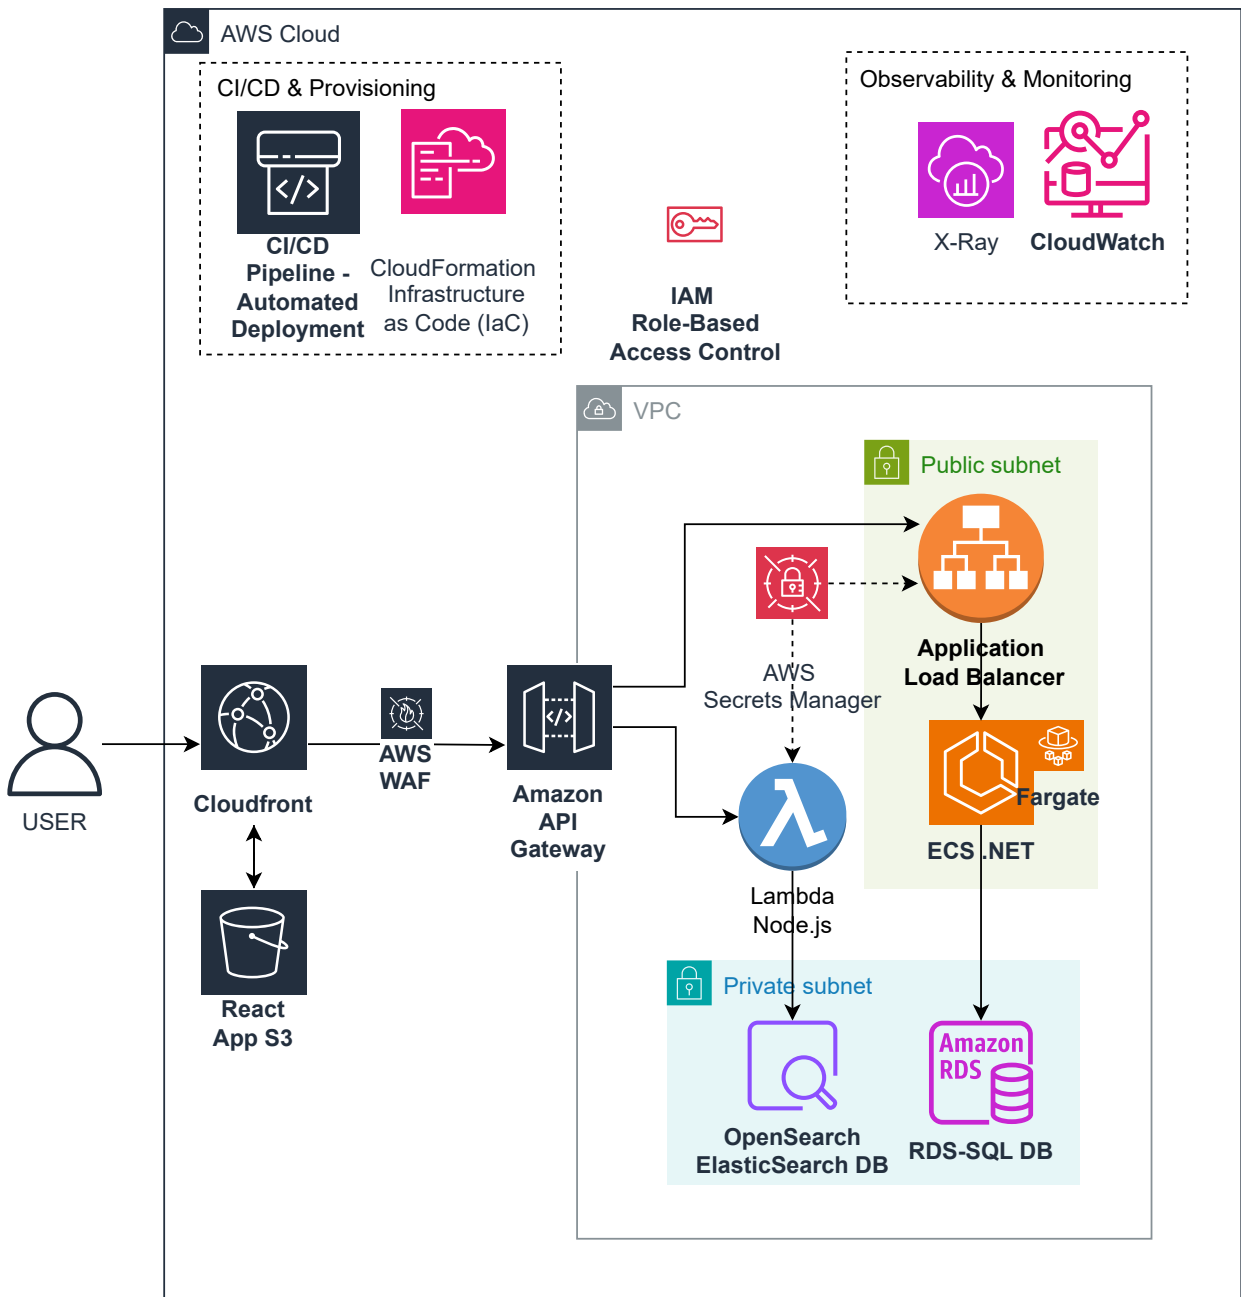 AWS Cloud
CI/CD & Provisioning
CI/CD
Pipeline -
Automated
Deployment
CloudFormation
Infrastructure
as Code (IaC)
IAM
Role-Based
Access Control
Observability & Monitoring
X-Ray
CloudWatch
VPC
Public subnet
Application
Load Balancer
AWS
Secrets Manager
USER
Cloudfront
AWS
WAF
Amazon
API
Gateway
Fargate
ECS .NET
Lambda
Node.js
React
App S3
Private subnet
Amazon
RDS
OpenSearch
ElasticSearch DB
RDS-SQL DB